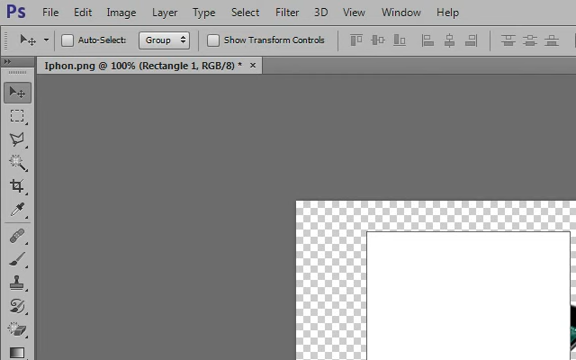 Ps File Edit Image Layer Type Select Filter 3D View Window Help
Auto-Select: Group Show Transform Controls
Iphon.png @ 100% (Rectangle 1, RGB/8) * ×